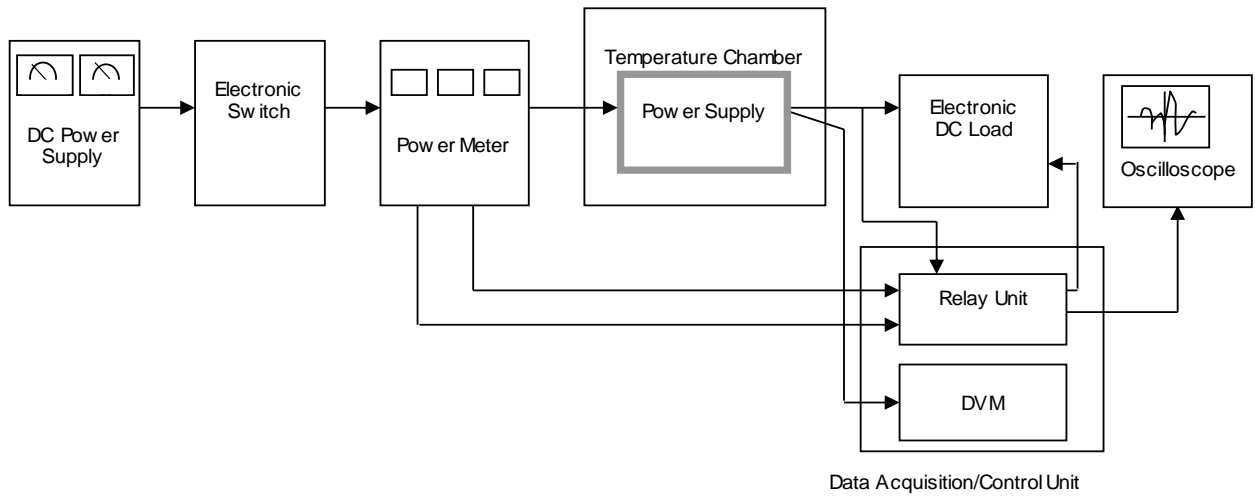 Temperature Chamber
DC Power
Supply
Electronic
Switch
Power Meter
Power Supply
Electronic
DC Load
Oscilloscope
Relay Unit
DVM
Data Acquisition/Control Unit